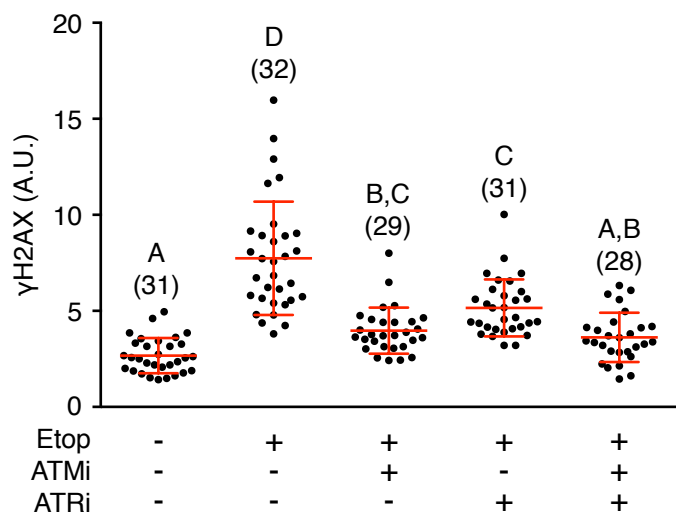 20
15
10
5
0
γH2AX (A.U.)
A
(31)
D
(32)
B,C
(29)
C
(31)
A,B
(28)
Etop - + + + +
ATMi - - + - +
ATRi - - - + +